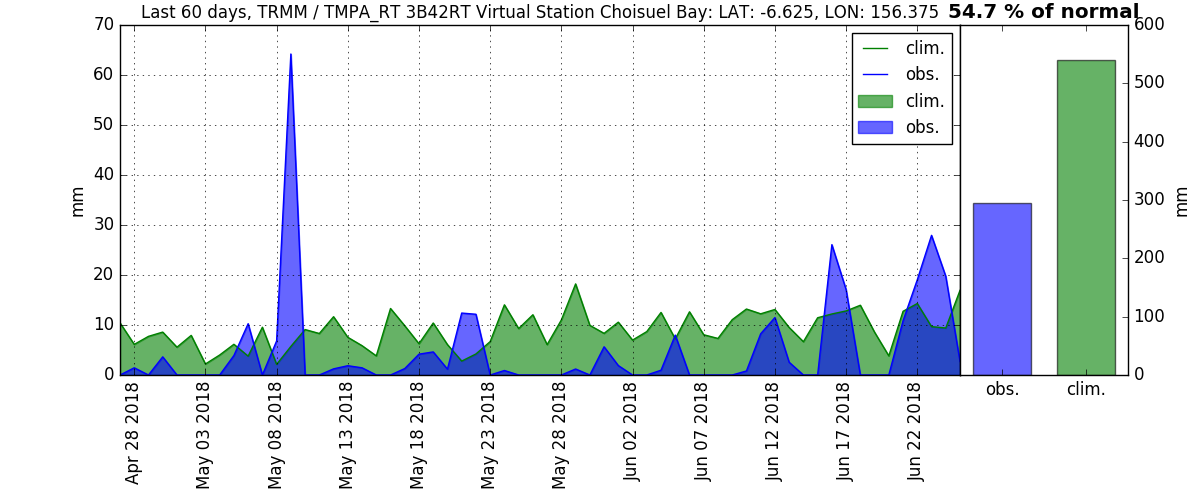 Last 60 days, TRMM / TMPA_RT 3B42RT Virtual Station Choisuel Bay: LAT: -6.625, LON: 156.375 54.7 % of normal
70
60
50
40
30
20
10
0
mm
clim.
obs.
clim.
obs.
Apr 28 2018
May 03 2018
May 08 2018
May 13 2018
May 18 2018
May 23 2018
May 28 2018
Jun 02 2018
Jun 07 2018
Jun 12 2018
Jun 17 2018
Jun 22 2018
600
500
400
300
200
100
0
mm
obs. clim.